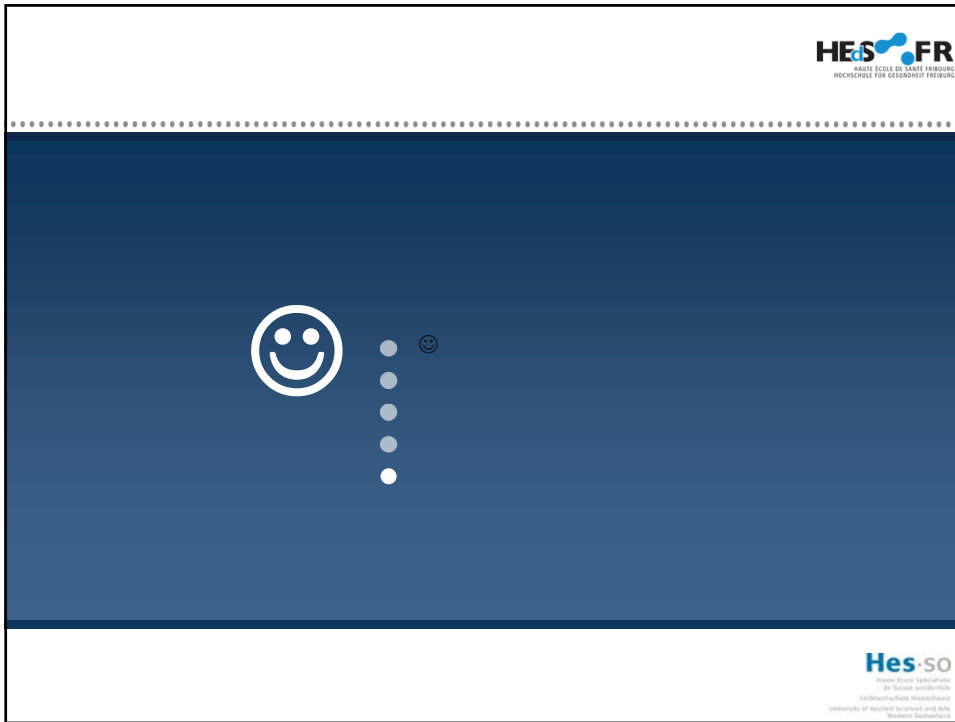 HEdS FR
HAUTE ÉCOLE DE SANTÉ FRIBOURG
HOCHSCHULE FÜR GESUNDHEIT FREIBURG
Hes·so
Haute Ecole Spécialisée
de Suisse occidentale
Fachhochschule Westschweiz
University of Applied Sciences and Arts
Western Switzerland